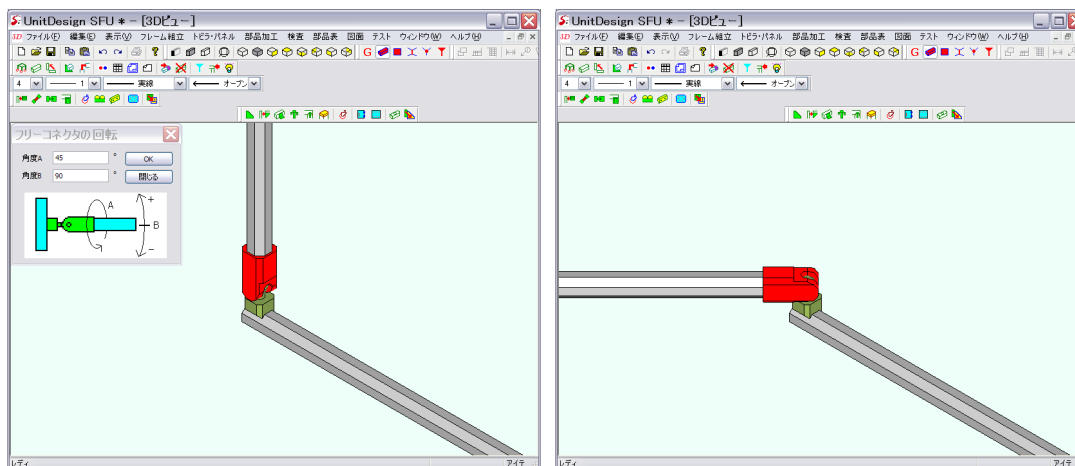 UnitDesign SFU * - [3Dビュー]
3D ファイル(F) 編集(E) 表示(V) フレーム組立 トビラ・パネル 部品加工 検査 部品表 図面 テスト ウィンドウ(W) ヘルプ(H)
G
4 1 実線 オープン
フリーコネクタの回転
角度A 45 ° OK
角度B 90 ° 閉じる
A
+
B
-
レディ アイテ
UnitDesign SFU * - [3Dビュー]
3D ファイル(F) 編集(E) 表示(V) フレーム組立 トビラ・パネル 部品加工 検査 部品表 図面 テスト ウィンドウ(W) ヘルプ(H)
G
4 1 実線 オープン
レディ アイテ